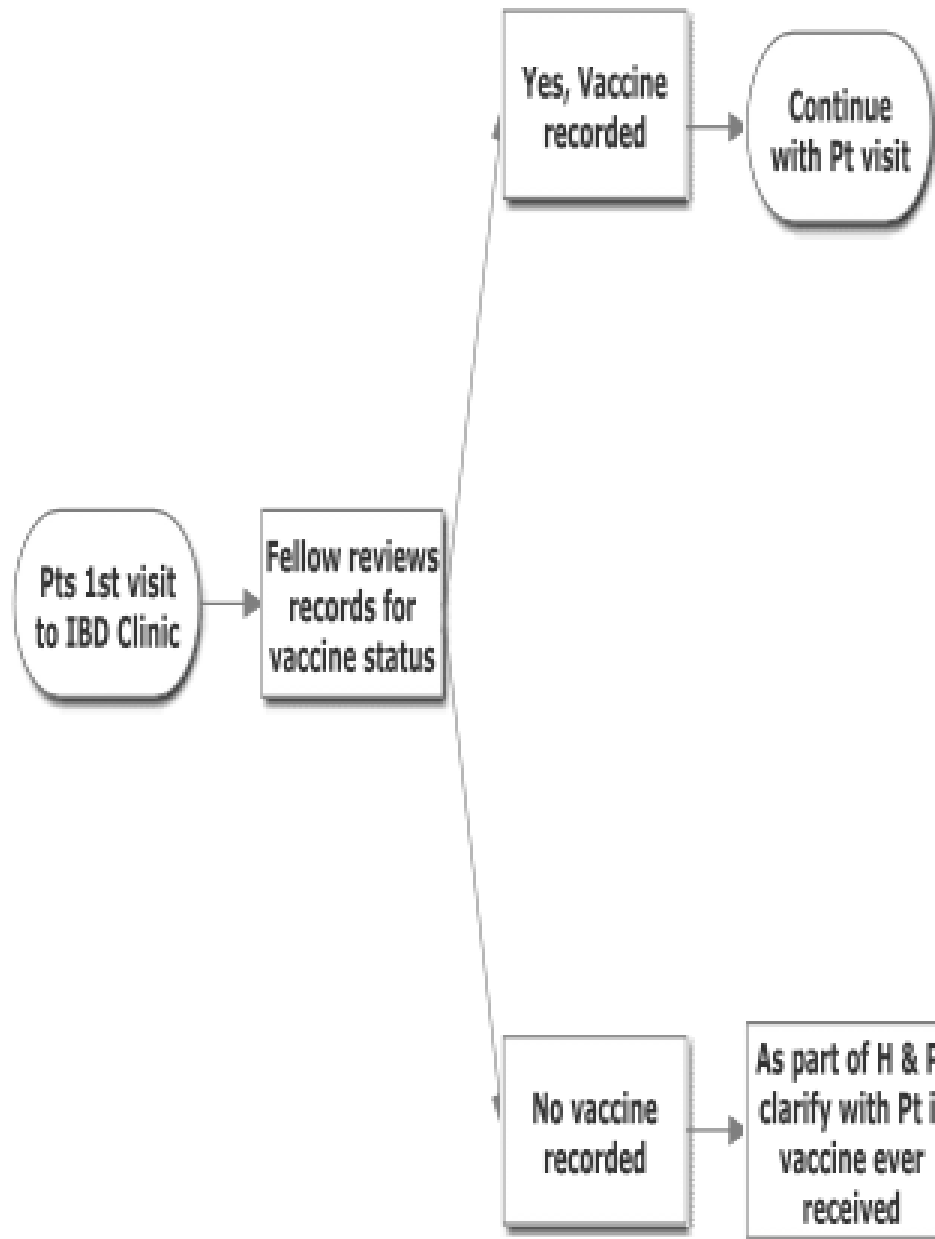 Pts 1st visit
to IBD Clinic
Fellow reviews
records for
vaccine status
Yes, Vaccine
recorded
Continue
with Pt visit
No vaccine
recorded
As part of H & P
clarify with Pt i
vaccine ever
received